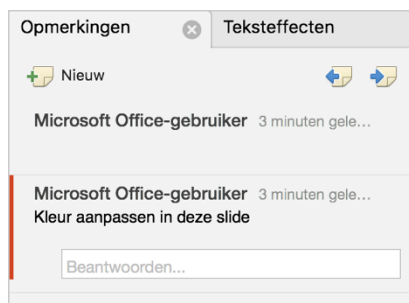 Opmerkingen
Teksteffecten
Nieuw
Microsoft Office-gebruiker 3 minuten gele...
Microsoft Office-gebruiker 3 minuten gele...
Kleur aanpassen in deze slide
Beantwoorden...